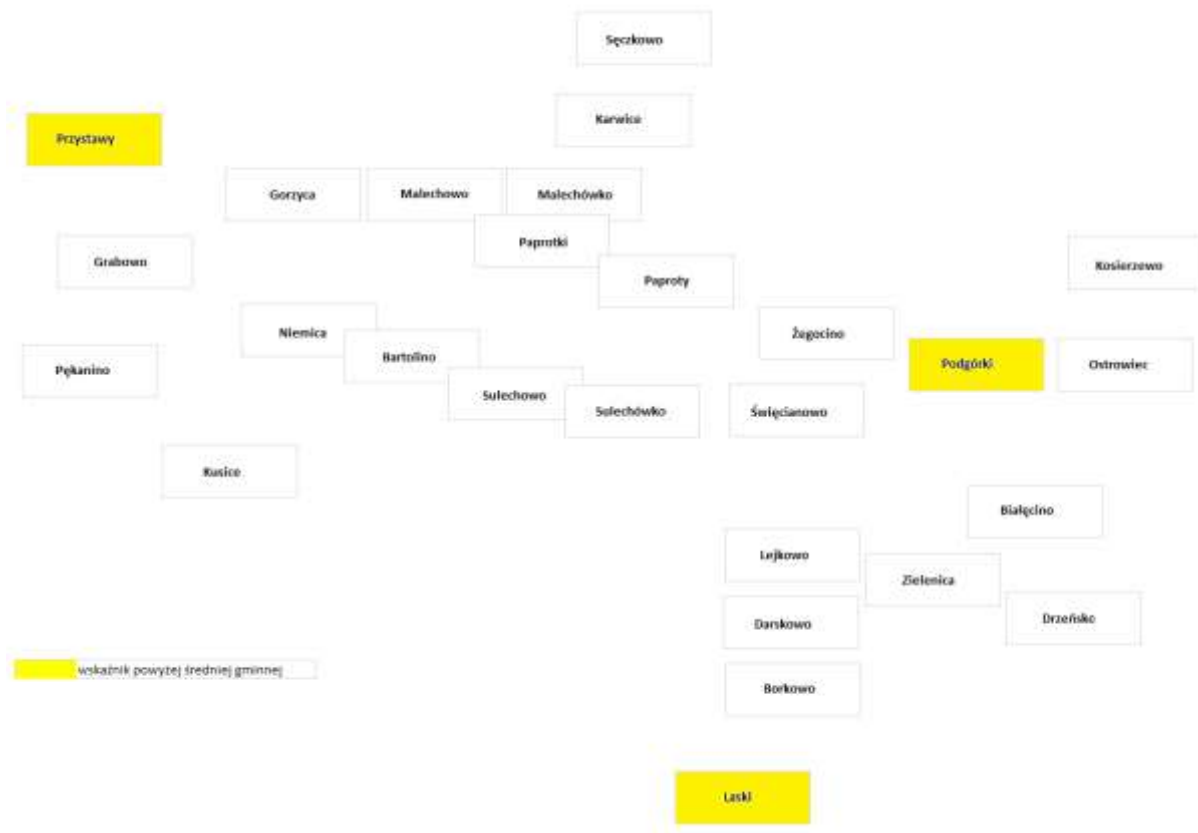 Sęczkowo
Karwice
Przystawy
Gorzyca
Malechowo
Malechówko
Paprotki
Grabowo
Paproty
Kosierzewo
Niemica
Żegocino
Bartolino
Podgórki
Ostrowiec
Pękanino
Sulechowo
Sulechówko
Święcianowo
Kusice
Białęcino
Lejkowo
Zielenica
Darskowo
Drzeńsko
wskaźnik powyżej średniej gminnej
Borkowo
Laski